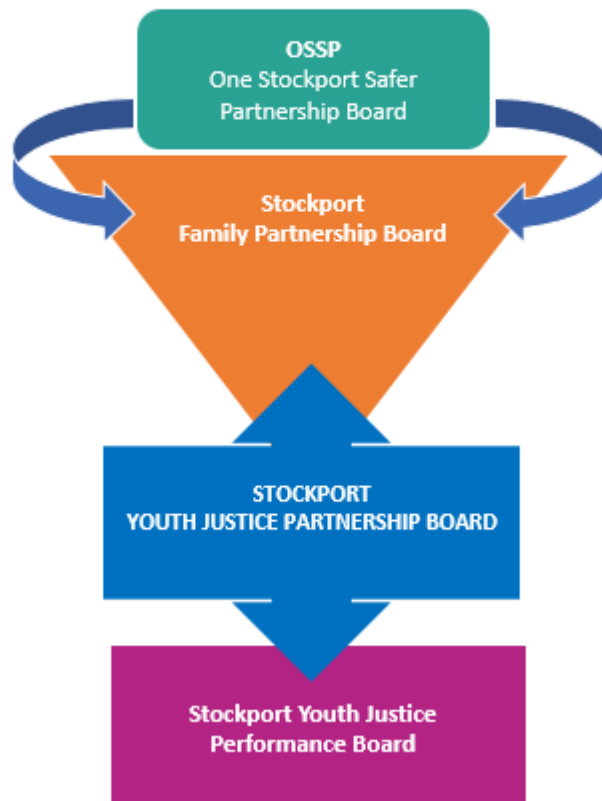 OSSP
One Stockport Safer
Partnership Board
Stockport
Family Partnership Board
STOCKPORT
YOUTH JUSTICE PARTNERSHIP BOARD
Stockport Youth Justice
Performance Board